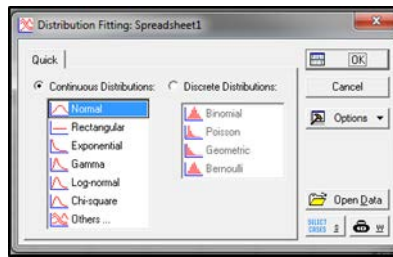 Distribution Fitting: Spreadsheet1
Quick
OK
Cancel
Options
Continuous Distributions:
Discrete Distributions:
Normal
Rectangular
Exponential
Gamma
Log-normal
Chi-square
Others ...
Binomial
Poisson
Geometric
Bernoulli
Open Data
SELECT CASES S
W